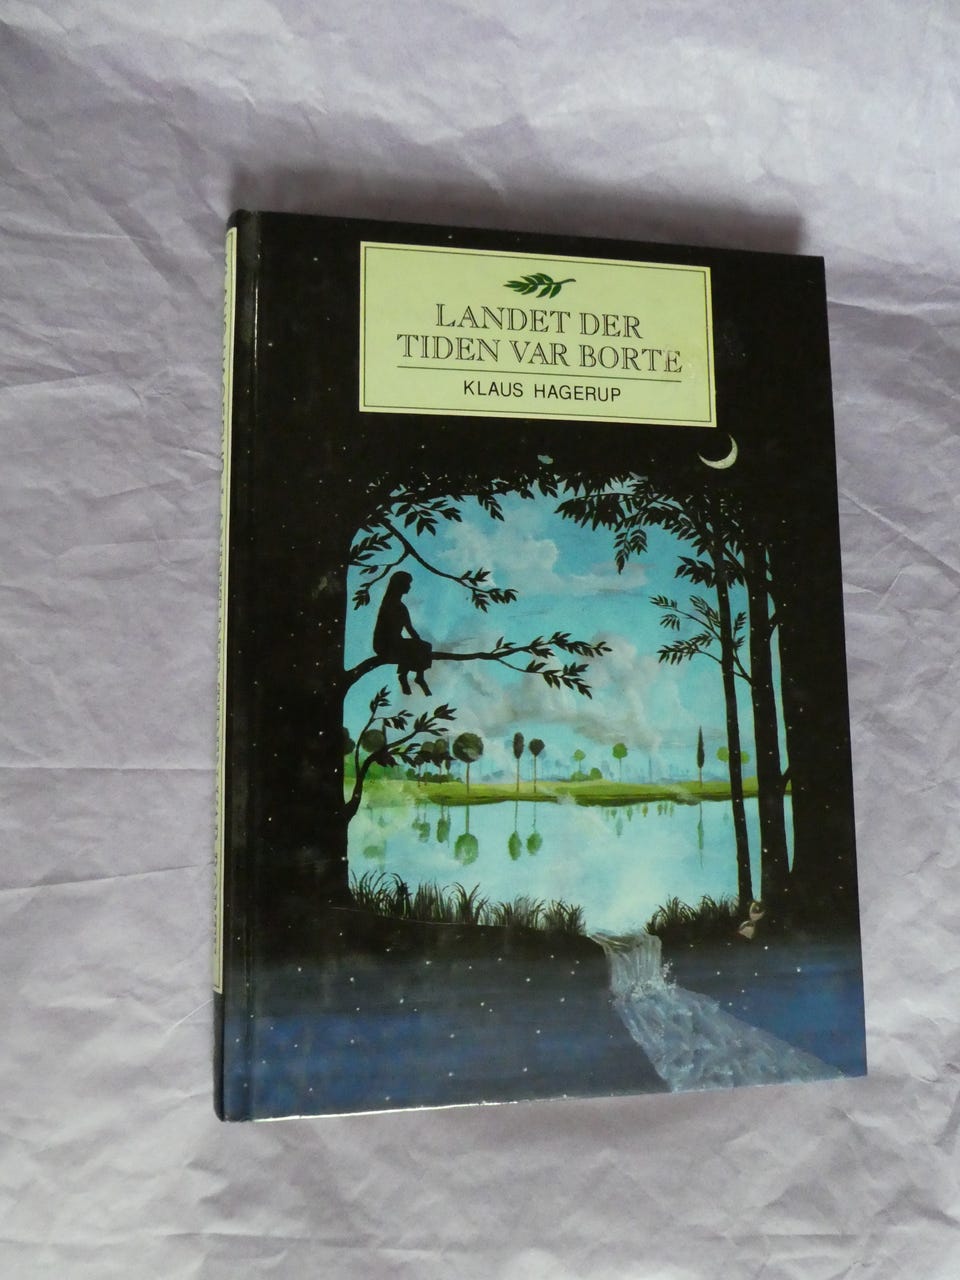 LANDET DER
TIDEN VAR BORTE
KLAUS HAGERUP